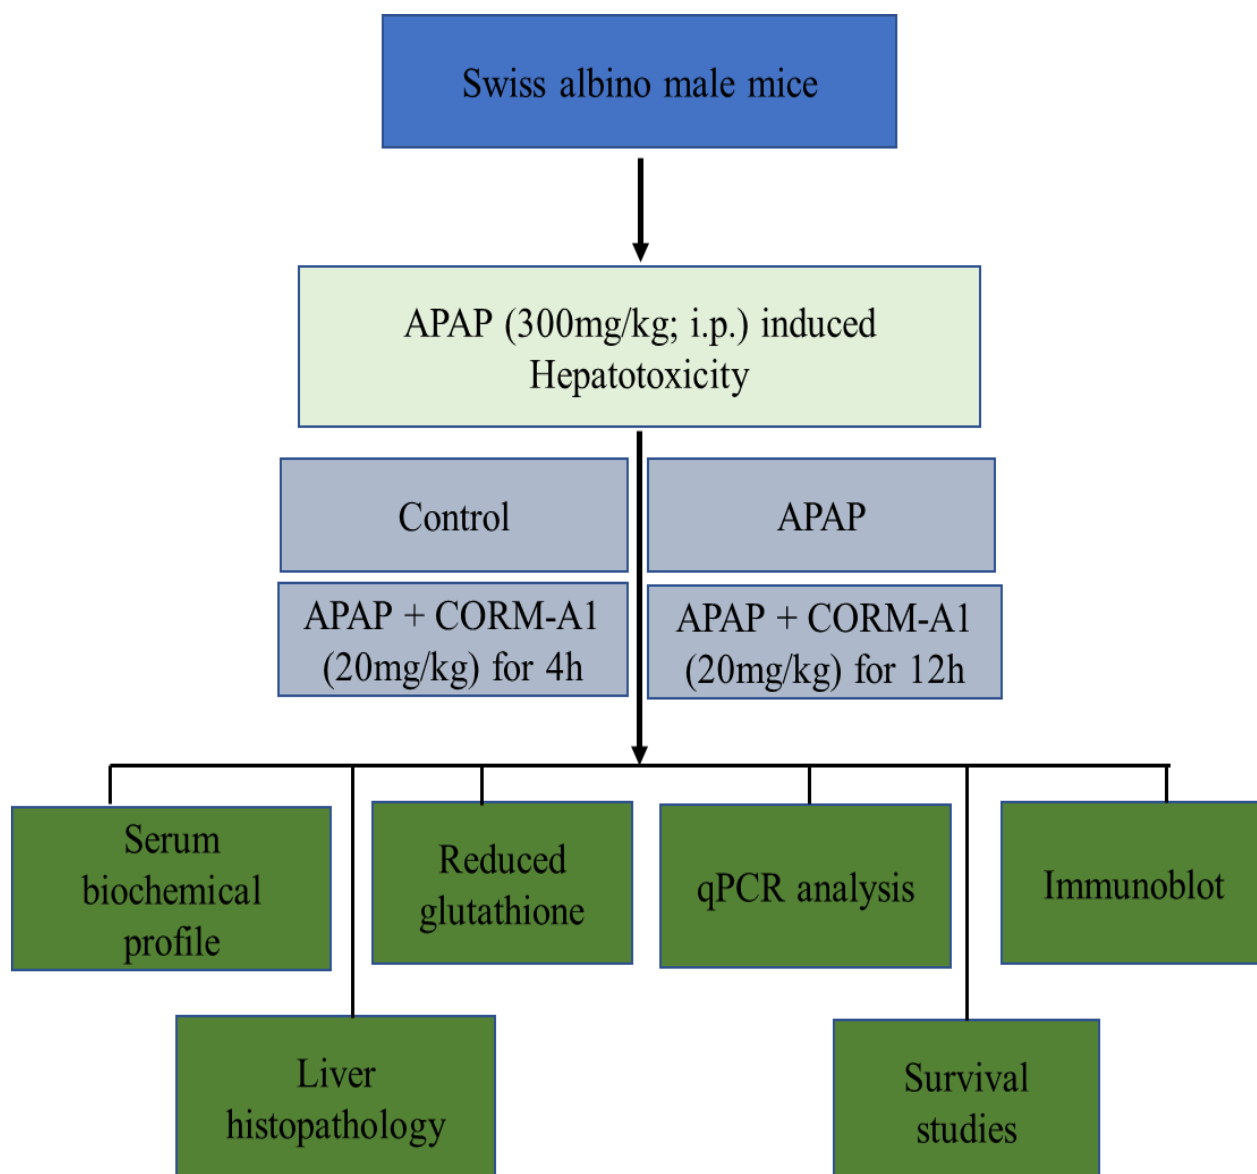 Swiss albino male mice
APAP (300mg/kg; i.p.) induced
Hepatotoxicity
Control
APAP
APAP + CORM-A1
(20mg/kg) for 4h
APAP + CORM-A1
(20mg/kg) for 12h
Serum
biochemical
profile
Reduced
glutathione
qPCR analysis
Immunoblot
Liver
histopathology
Survival
studies